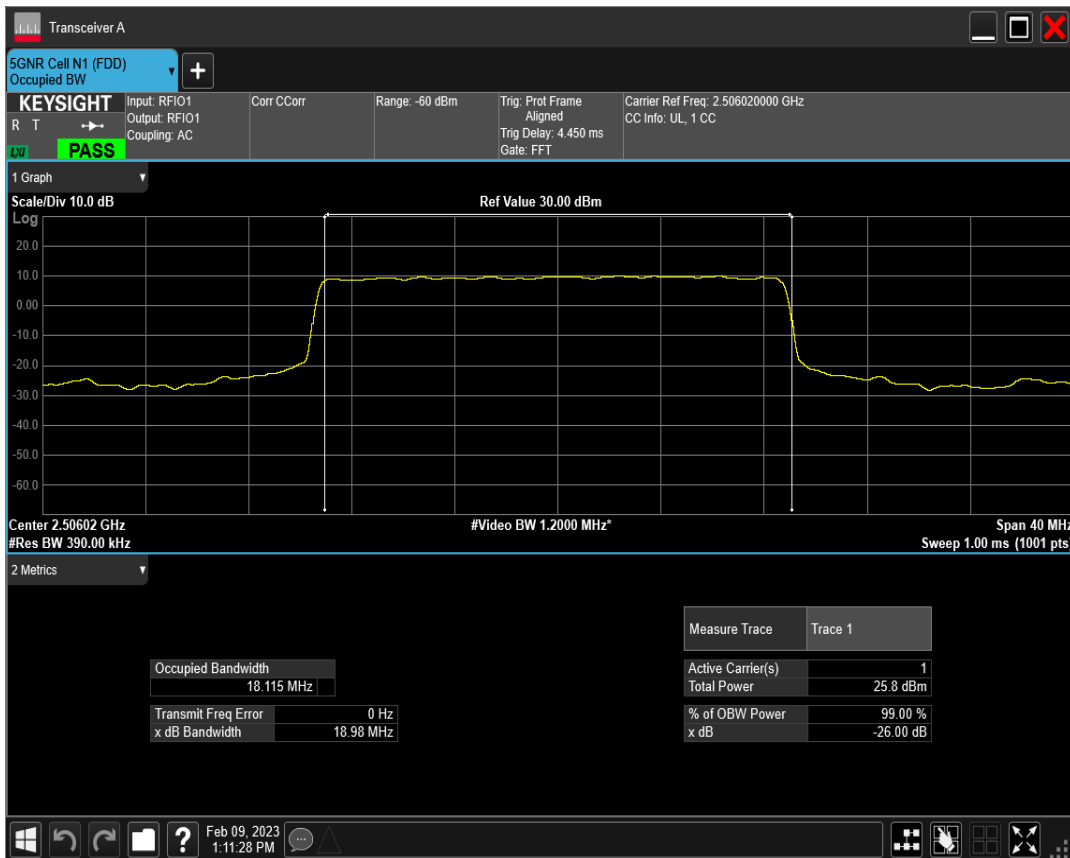 Transceiver A
5GNR Cell N1 (FDD)
Occupied BW
KEYSIGHT
R T
LXI
PASS
Input: RFIO1
Output: RFIO1
Coupling: AC
Corr CCorr
Range: -60 dBm
Trig: Prot Frame
Aligned
Trig Delay: 4.450 ms
Gate: FFT
Carrier Ref Freq: 2.506020000 GHz
CC Info: UL, 1 CC
1 Graph
Scale/Div 10.0 dB
Ref Value 30.00 dBm
Log
20.0
10.0
0.00
-10.0
-20.0
-30.0
-40.0
-50.0
-60.0
Center 2.50602 GHz
#Video BW 1.2000 MHz*
Span 40 MHz
#Res BW 390.00 kHz
Sweep 1.00 ms (1001 pts)
2 Metrics
Measure Trace Trace 1
Occupied Bandwidth
18.115 MHz
Active Carrier(s) 1
Total Power 25.8 dBm
Transmit Freq Error 0 Hz
x dB Bandwidth 18.98 MHz
% of OBW Power 99.00 %
x dB -26.00 dB
?
Feb 09, 2023
1:11:28 PM